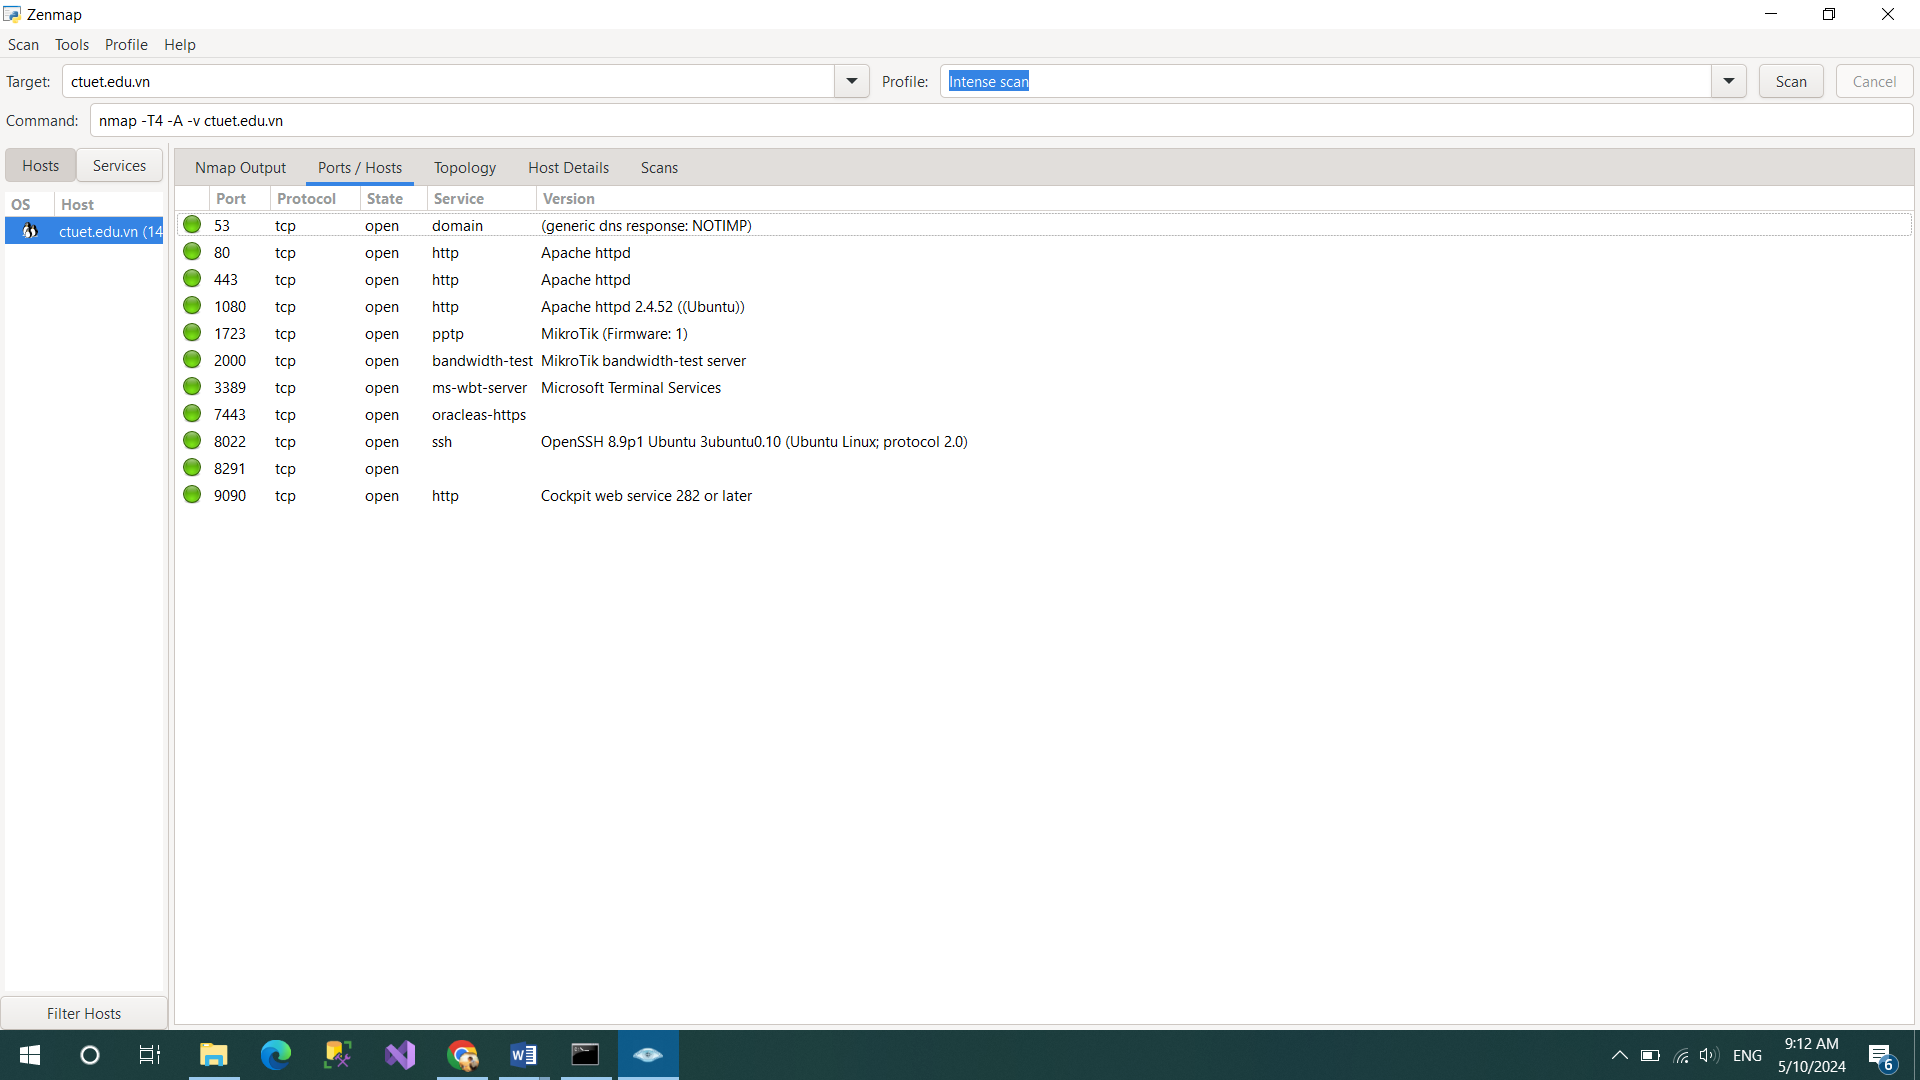 Zenmap
Scan Tools Profile Help
Target: ctuet.edu.vn Profile: Intense scan Scan Cancel
Command: nmap -T4 -A -v ctuet.edu.vn
Hosts Services Nmap Output Ports / Hosts Topology Host Details Scans
OS Host Port Protocol State Service Version
ctuet.edu.vn (14 53 tcp open domain (generic dns response: NOTIMP)
80 tcp open http Apache httpd
443 tcp open http Apache httpd
1080 tcp open http Apache httpd 2.4.52 ((Ubuntu))
1723 tcp open pptp MikroTik (Firmware: 1)
2000 tcp open bandwidth-test MikroTik bandwidth-test server
3389 tcp open ms-wbt-server Microsoft Terminal Services
7443 tcp open oracleas-https
8022 tcp open ssh OpenSSH 8.9p1 Ubuntu 3ubuntu0.10 (Ubuntu Linux; protocol 2.0)
8291 tcp open
9090 tcp open http Cockpit web service 282 or later
Filter Hosts
ENG 9:12 AM
5/10/2024 6